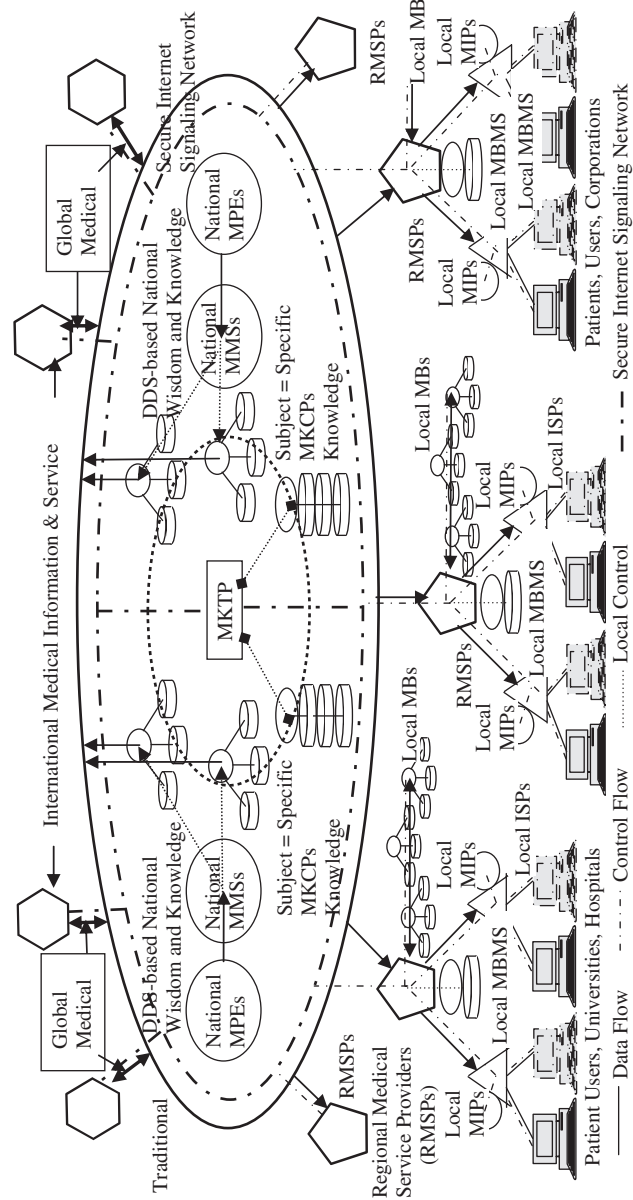 Traditional
Global
Medical
International Medical Information & Service
Global
Medical
Secure Internet
Signaling Network
DDS-based National
Wisdom and Knowledge
DDS-based National
Wisdom and Knowledge
National
MPEs
National
MMSs
MKTP
National
MMSs
National
MPEs
Subject = Specific
MKCPs
Knowledge
Subject = Specific
MKCPs
Knowledge
RMSPs
Regional Medical
Service Providers
(RMSPs)
Local MBs
RMSPs
Local MBs
RMSPs
RMSPs
Local MB
Local
MIPs
Local MBMS
Local
MIPs
Local ISPs
Local
MIPs
Local MBMS
Local
MIPs
Local ISPs
Local
MIPs
Local MBMS
Local MBMS
Local
MIPs
Patient Users, Universities, Hospitals
Patients, Users, Corporations
Data Flow
Control Flow
Local Control
Secure Internet Signaling Network